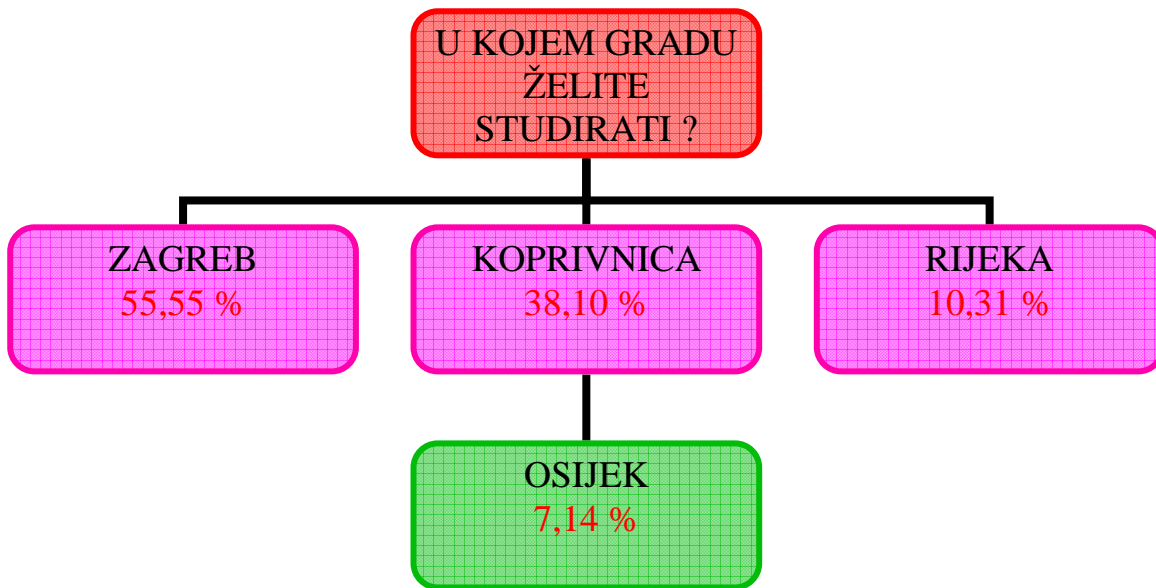 U KOJEM GRADU
ŽELITE
STUDIRATI ?
ZAGREB
55,55 %
KOPRIVNICA
38,10 %
RIJEKA
10,31 %
OSIJEK
7,14 %